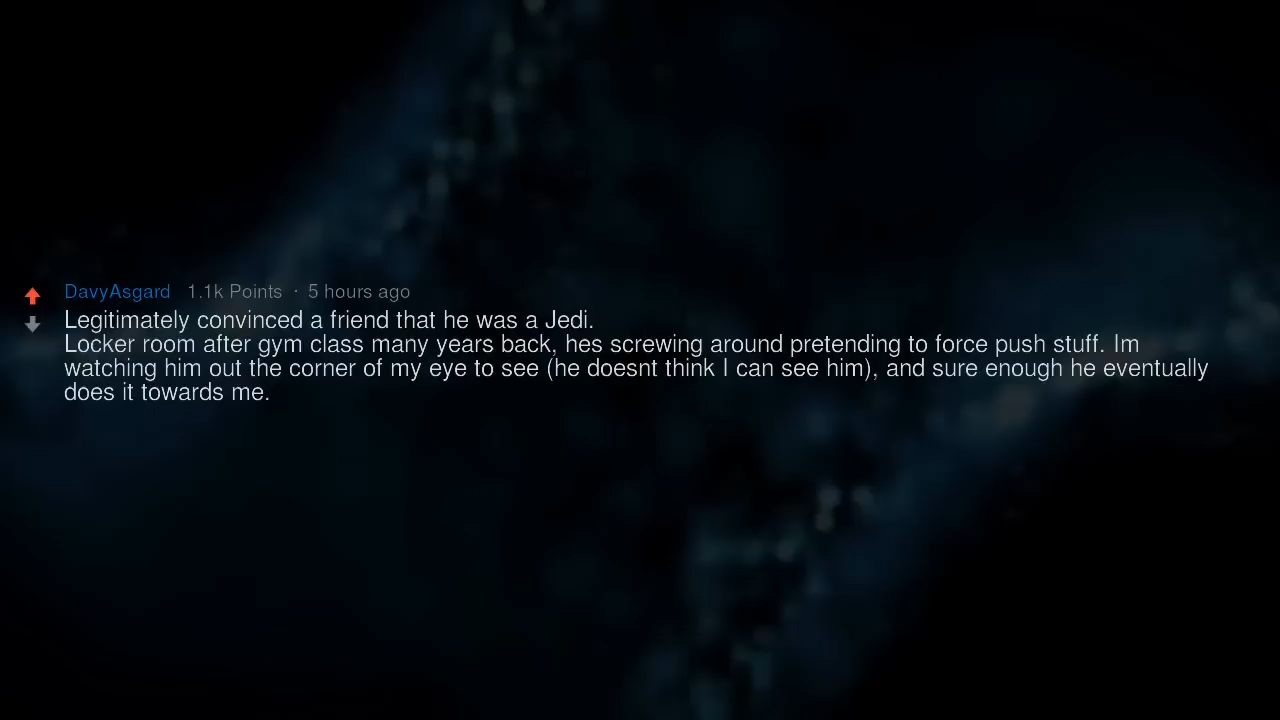 DavyAsgard 1.1k Points · 5 hours ago
Legitimately convinced a friend that he was a Jedi.
Locker room after gym class many years back, hes screwing around pretending to force push stuff. Im
watching him out the corner of my eye to see (he doesnt think I can see him), and sure enough he eventually
does it towards me.